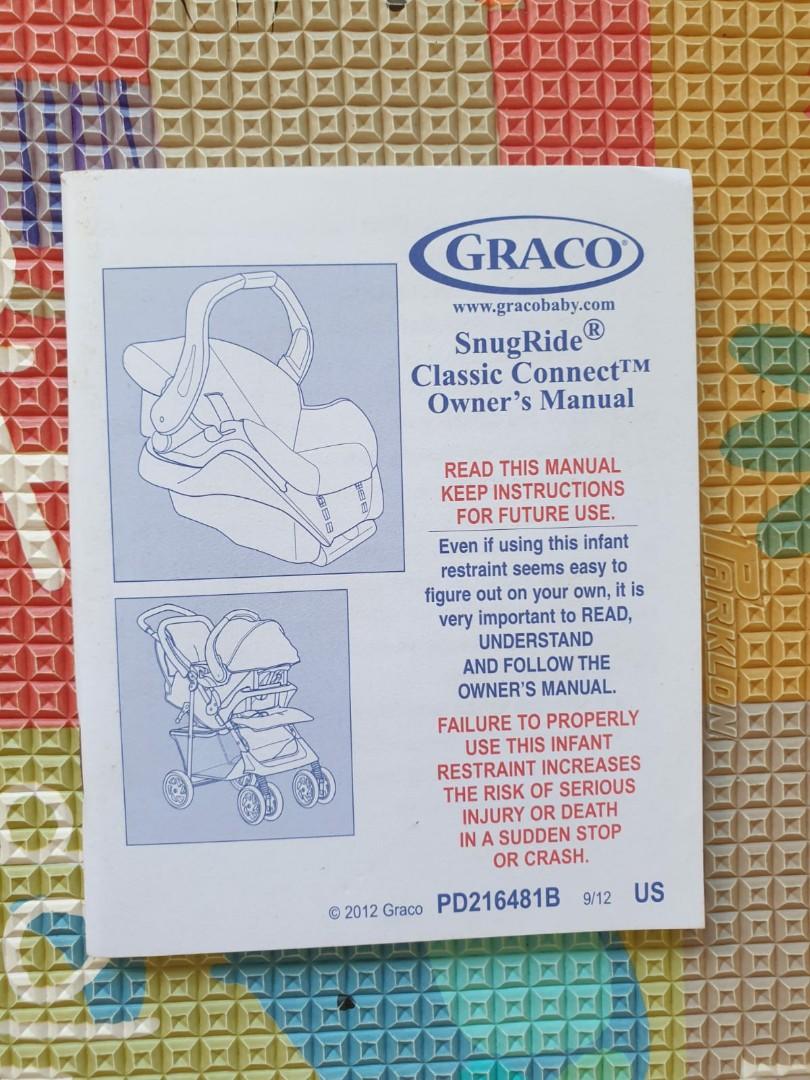 GRACO®
www.gracobaby.com
SnugRide®
Classic Connect™
Owner's Manual
READ THIS MANUAL
KEEP INSTRUCTIONS
FOR FUTURE USE.
Even if using this infant
restraint seems easy to
figure out on your own, it is
very important to READ,
UNDERSTAND
AND FOLLOW THE
OWNER'S MANUAL.
FAILURE TO PROPERLY
USE THIS INFANT
RESTRAINT INCREASES
THE RISK OF SERIOUS
INJURY OR DEATH
IN A SUDDEN STOP
OR CRASH.
© 2012 Graco PD216481B 9/12 US
PARKLON